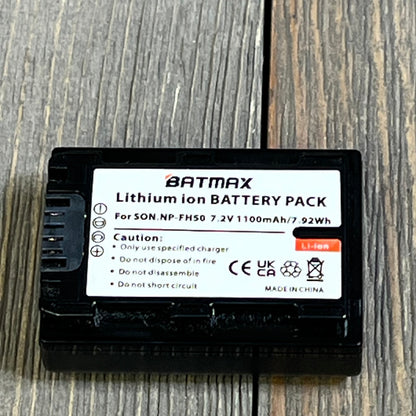 BATMAX
Lithium ion BATTERY PACK
For SON.NP-FH50 7.2V 1100mAh/7.92Wh
Caution:
Li-ion
• Only use specified charger
• Do not dispose of in fire
• Do not disassemble
• Do not short circuit
CE UK CA
MADE IN CHINA